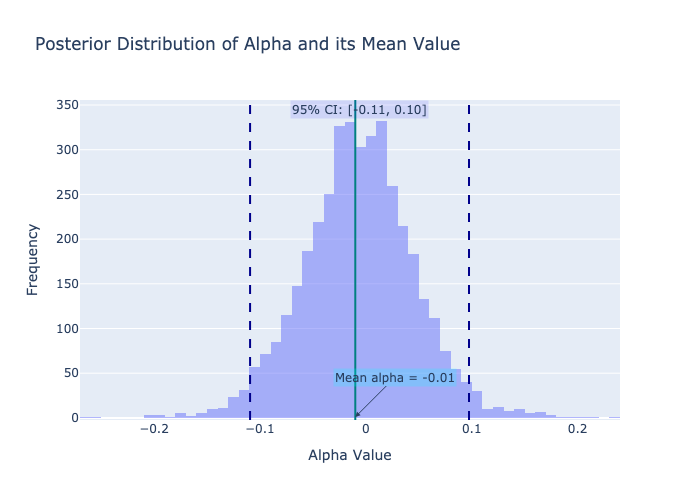 Posterior Distribution of Alpha and its Mean Value
95% CI: [-0.11, 0.10]
350
300
250
200
150
100
50
0
Frequency
Mean alpha = -0.01
−0.2 −0.1 0 0.1 0.2
Alpha Value